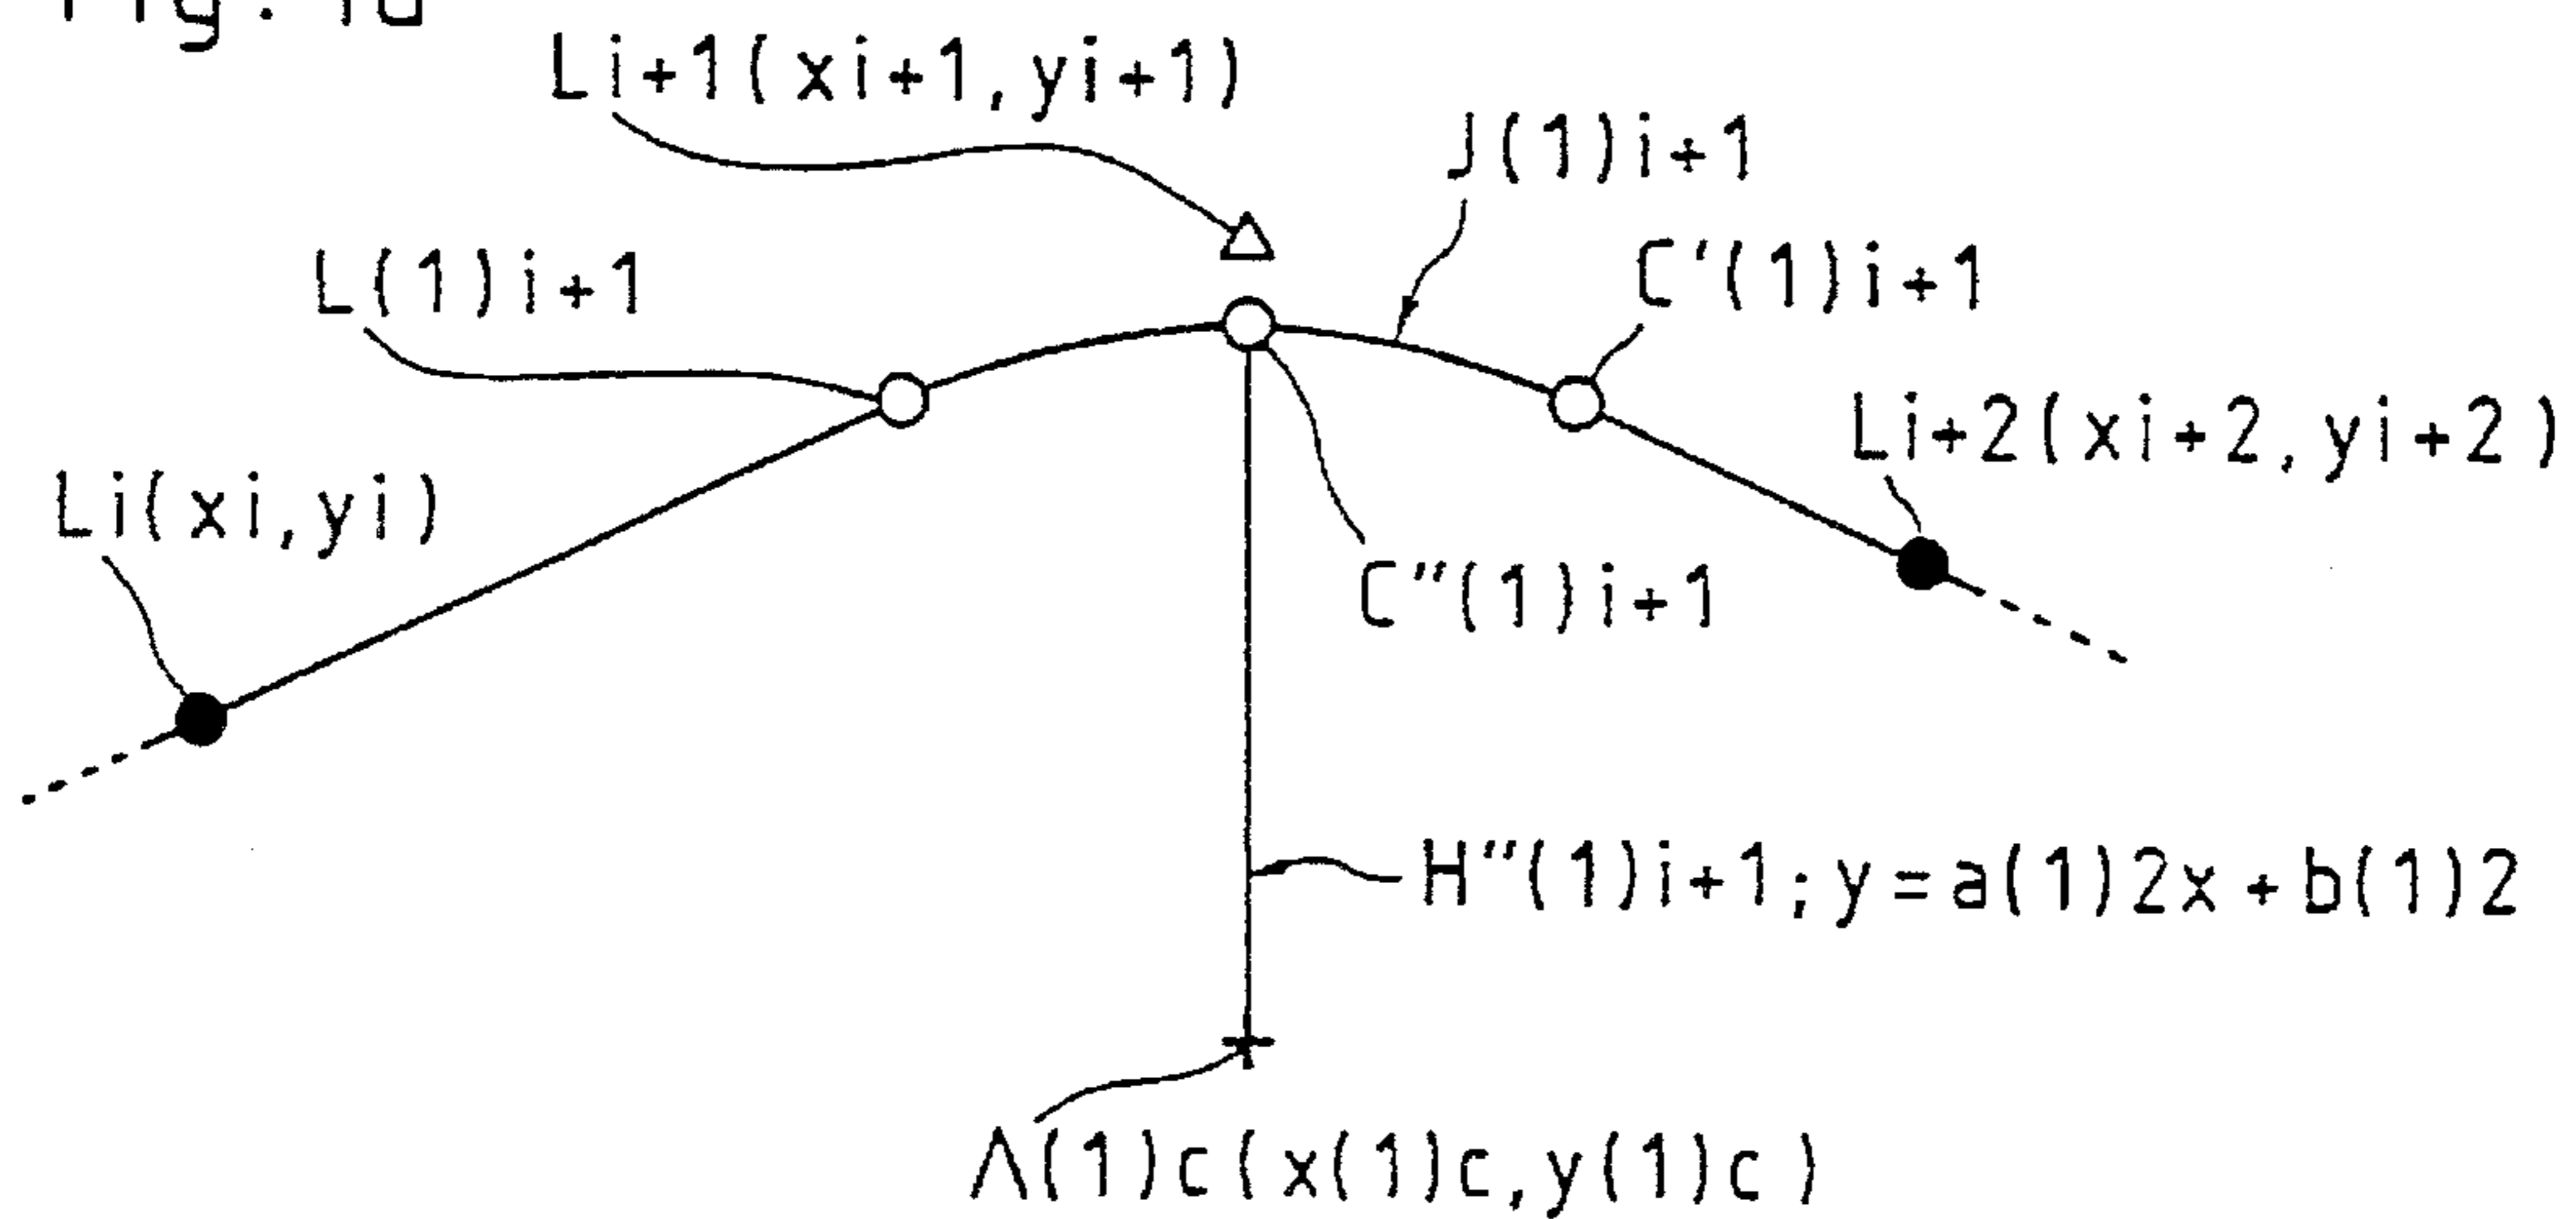 Li+1(xi+1,yi+1)
J(1)i+1
C'(1)i+1
L(1)i+1
Li+2(xi+2,yi+2)
Li(xi,yi)
C"(1)i+1
H"(1)i+1;y=a(1)2x+b(1)2
Λ(1)c(x(1)c,y(1)c)